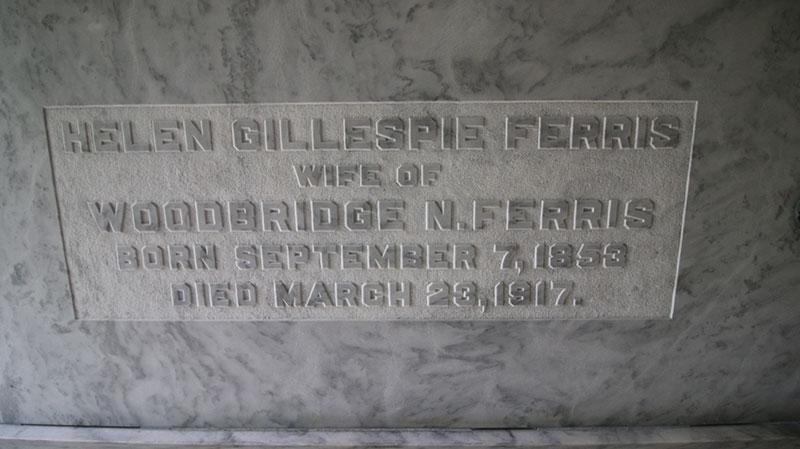 HELEN GILLESPIE FERRIS
WIFE OF
WOODBRIDGE N. FERRIS
BORN SEPTEMBER 7, 1853
DIED MARCH 23, 1917.